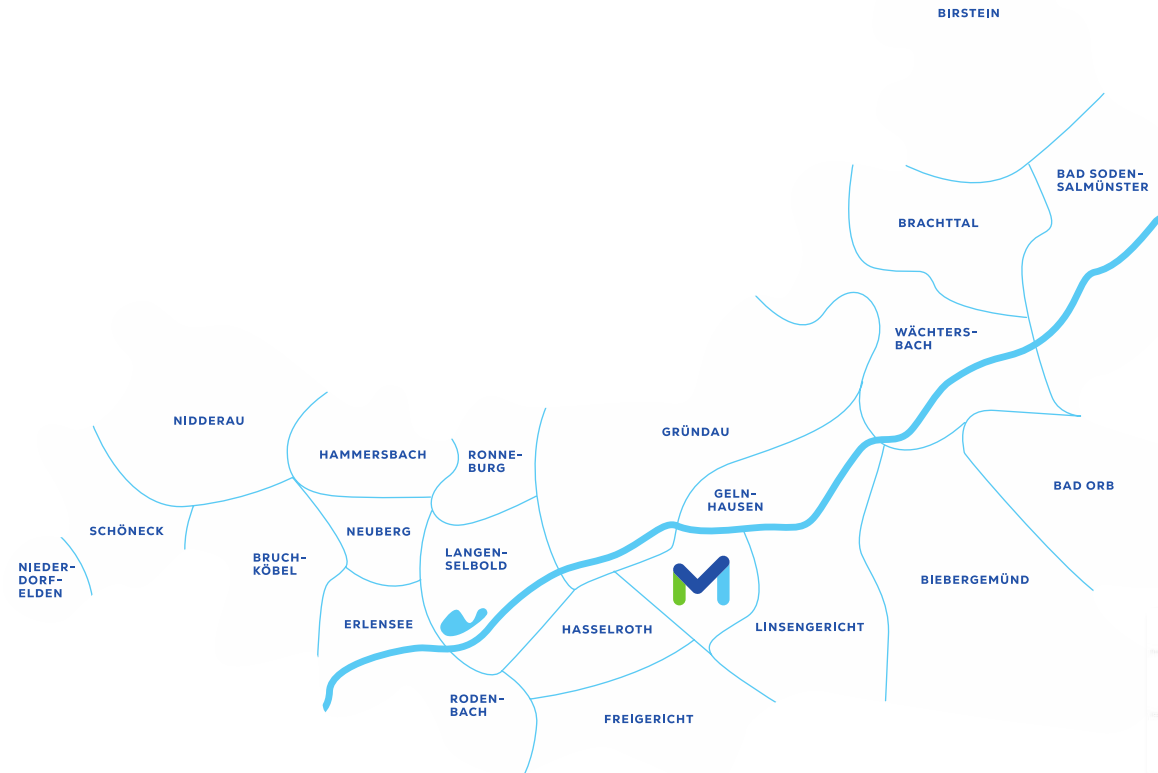 BIRSTEIN
BAD SODEN-
SALMÜNSTER
BRACHTTAL
WÄCHTERS-
BACH
NIDDERAU
GRÜNDAU
HAMMERSBACH
RONNE-
BURG
BAD ORB
GELN-
HAUSEN
SCHÖNECK
NEUBERG
LANGEN-
SELBOLD
BRUCH-
KÖBEL
NIEDER-
DORF-
ELDEN
BIEBERGEMÜND
ERLENSEE
HASSELROTH
LINSENGERICHT
RODEN-
BACH
FREIGERICHT